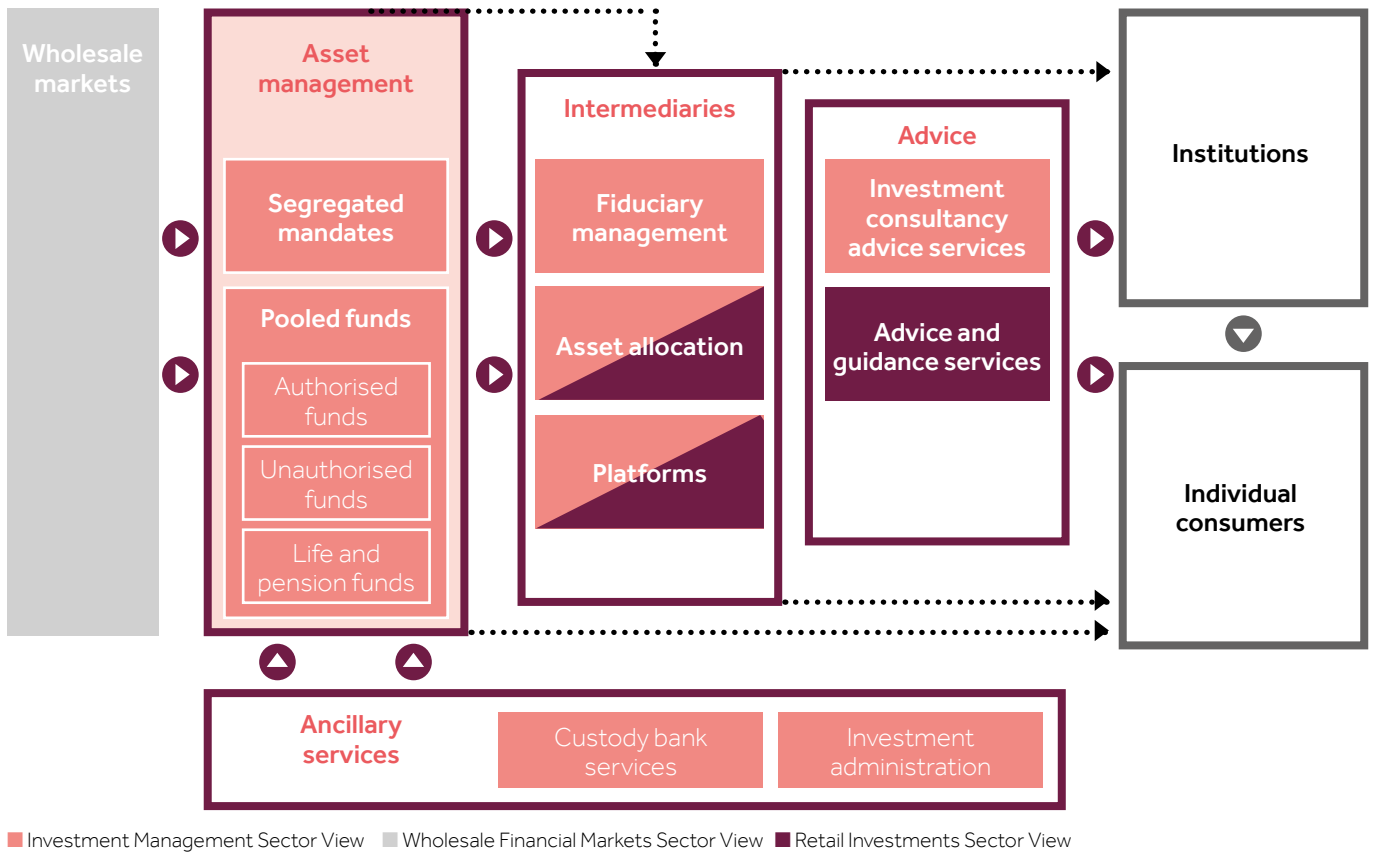 Wholesale
markets
Asset
management
Segregated
mandates
Pooled funds
Authorised
funds
Unauthorised
funds
Life and
pension funds
Intermediaries
Fiduciary
management
Asset allocation
Platforms
Advice
Investment
consultancy
advice services
Advice and
guidance services
Institutions
Individual
consumers
Ancillary
services
Custody bank
services
Investment
administration
Investment Management Sector View
Wholesale Financial Markets Sector View
Retail Investments Sector View